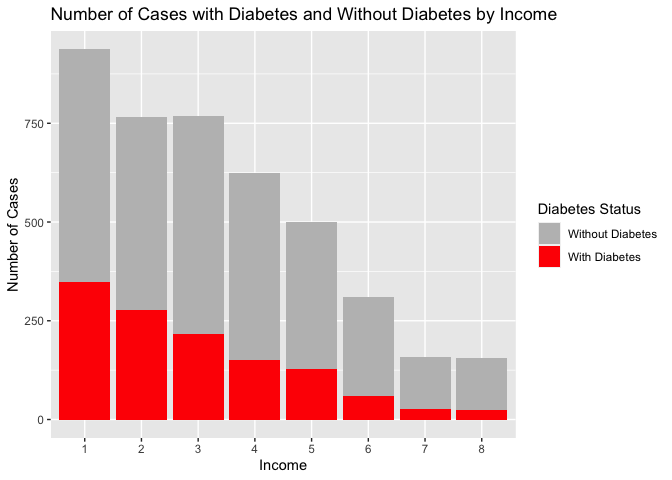 Number of Cases with Diabetes and Without Diabetes by Income
Number of Cases
750
500
250
0
1 2 3 4 5 6 7 8
Income
Diabetes Status
Without Diabetes
With Diabetes